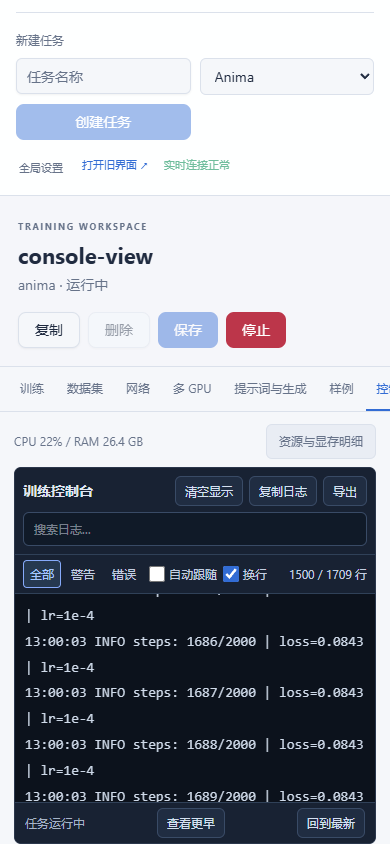 新建任务
任务名称
Anima
创建任务
全局设置 打开旧界面 ↗ 实时连接正常
TRAINING WORKSPACE
console-view
anima · 运行中
复制 删除 保存 停止
训练 数据集 网络 多 GPU 提示词与生成 样例
CPU 22% / RAM 26.4 GB 资源与显存明细
训练控制台 清空显示 复制日志 导出
搜索日志...
全部 警告 错误 自动跟随 换行 1500 / 1709 行
| lr=1e-4
13:00:03 INFO steps: 1686/2000 | loss=0.0843
| lr=1e-4
13:00:03 INFO steps: 1687/2000 | loss=0.0843
| lr=1e-4
13:00:03 INFO steps: 1688/2000 | loss=0.0843
| lr=1e-4
13:00:03 INFO steps: 1689/2000 | loss=0.0843
任务运行中 查看更早 回到最新